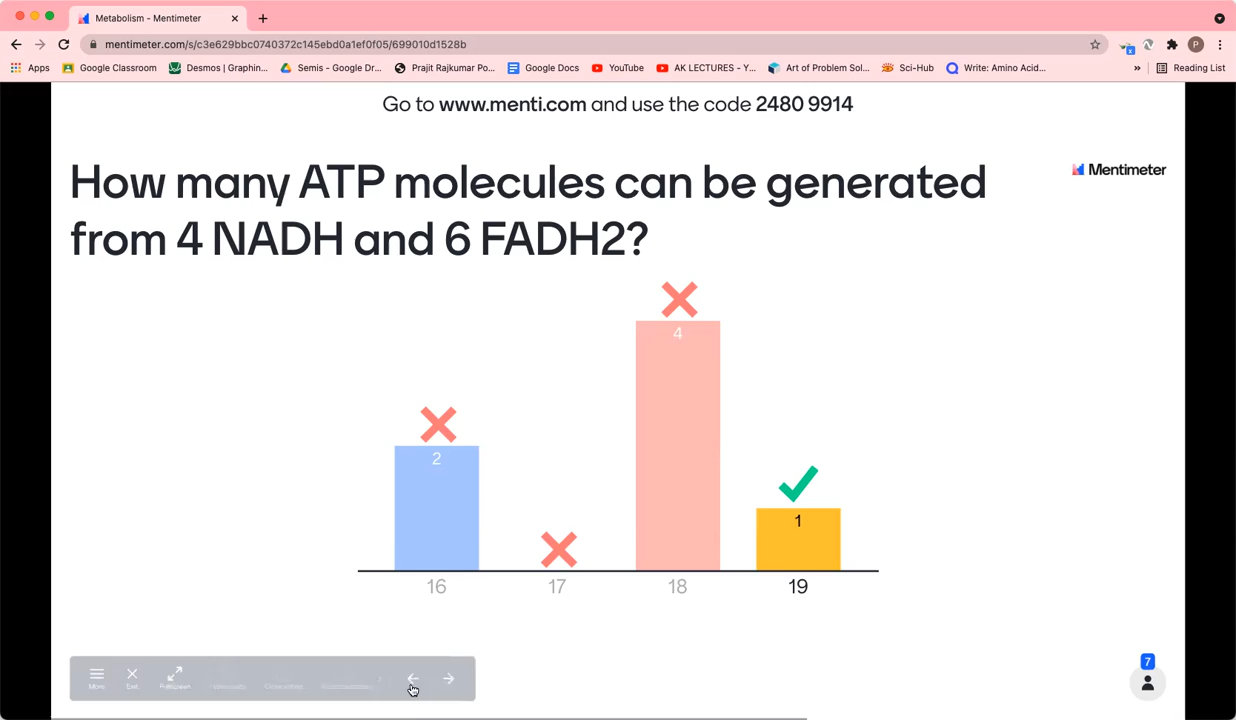 Metabolism - Mentimeter
mentimeter.com/s/c3e629bbc0740372c145ebd0a1ef0f05/699010d1528b
P
Apps Google Classroom Desmos | Graphin... Semis - Google Dr... Prajit Rajkumar Po... Google Docs YouTube AK LECTURES - Y... Art of Problem Sol... Sci-Hub Write: Amino Acid... » Reading List
Go to www.menti.com and use the code 2480 9914
How many ATP molecules can be generated
from 4 NADH and 6 FADH2?
Mentimeter
4
2
1
16 17 18 19
7
More Exit Fullscreen